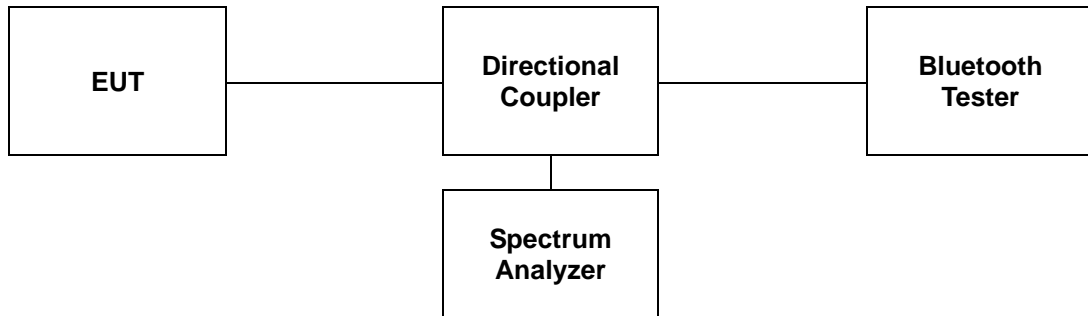 EUT
Directional
Coupler
Bluetooth
Tester
Spectrum
Analyzer